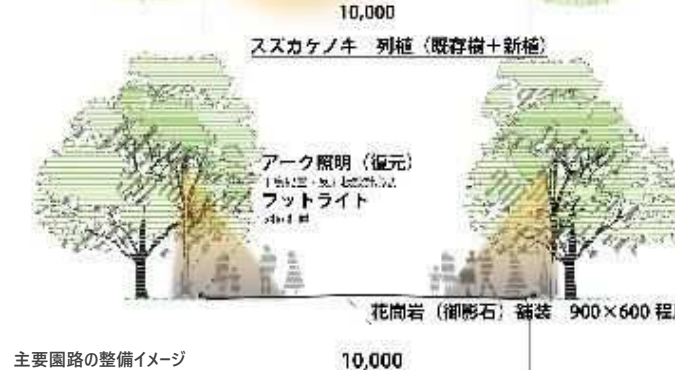 10,000
スズカケノキ 列植（既存樹＋新植）
アーク照明（復元）
フットライト
花崗岩（御影石）舗装 900×600 程
主要園路の整備イメージ
10,000